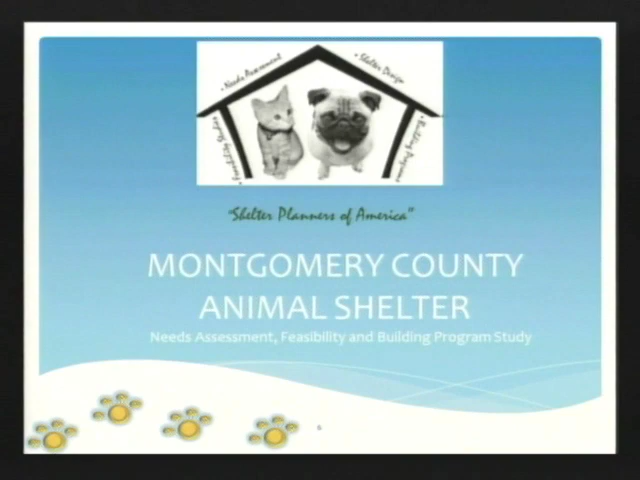 • Needs Assessment
• Shelter Design
• Feasibility Studies
• Building Programs
"Shelter Planners of America"
MONTGOMERY COUNTY
ANIMAL SHELTER
Needs Assessment, Feasibility and Building Program Study